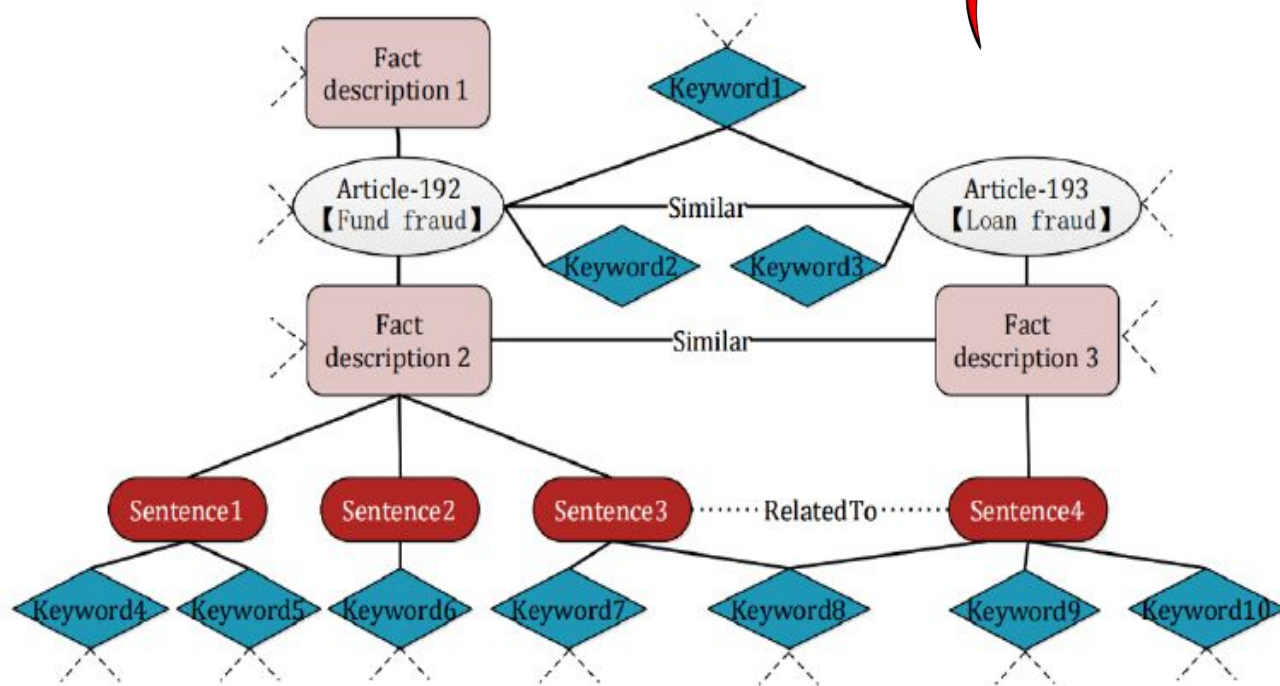 Fact
description 1
Keyword1
Article-192
【Fund fraud】
Similar
Article-193
【Loan fraud】
Keyword2
Keyword3
Fact
description 2
Similar
Fact
description 3
Sentence1
Sentence2
Sentence3
RelatedTo
Sentence4
Keyword4
Keyword5
Keyword6
Keyword7
Keyword8
Keyword9
Keyword10